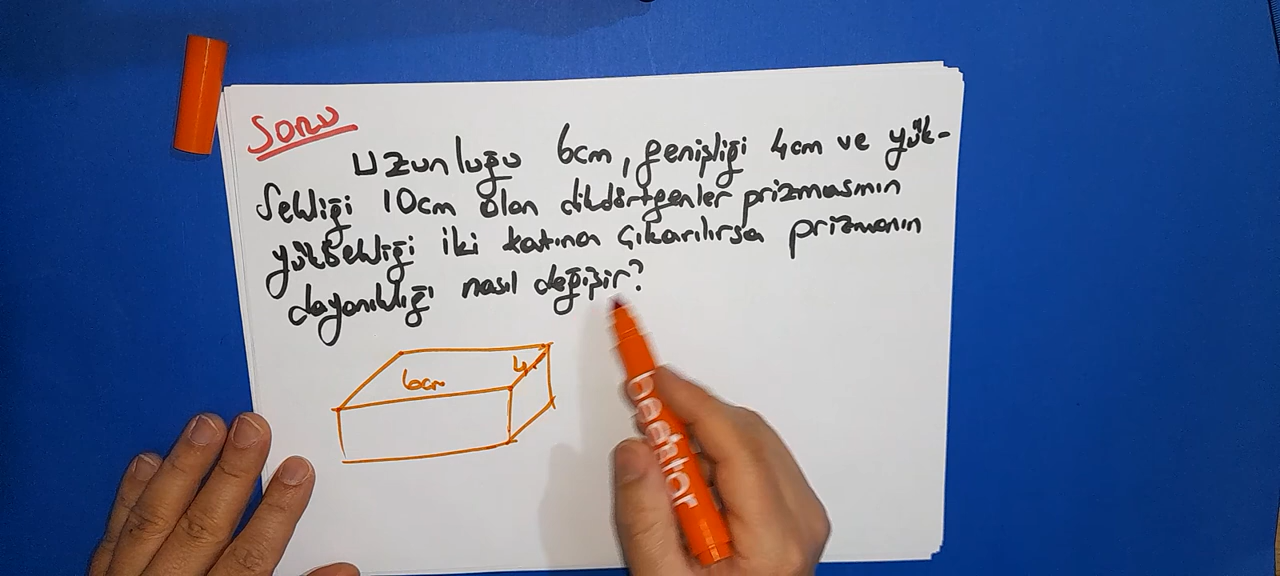 Soru
Uzunluğu 6cm, genişliği 4cm ve yük-
sekliği 10cm olan dikdörtgenler prizmasının
yüksekliği iki katına çıkarılırsa prizmanın
dayanıklılığı nasıl değişir?
6cm
4